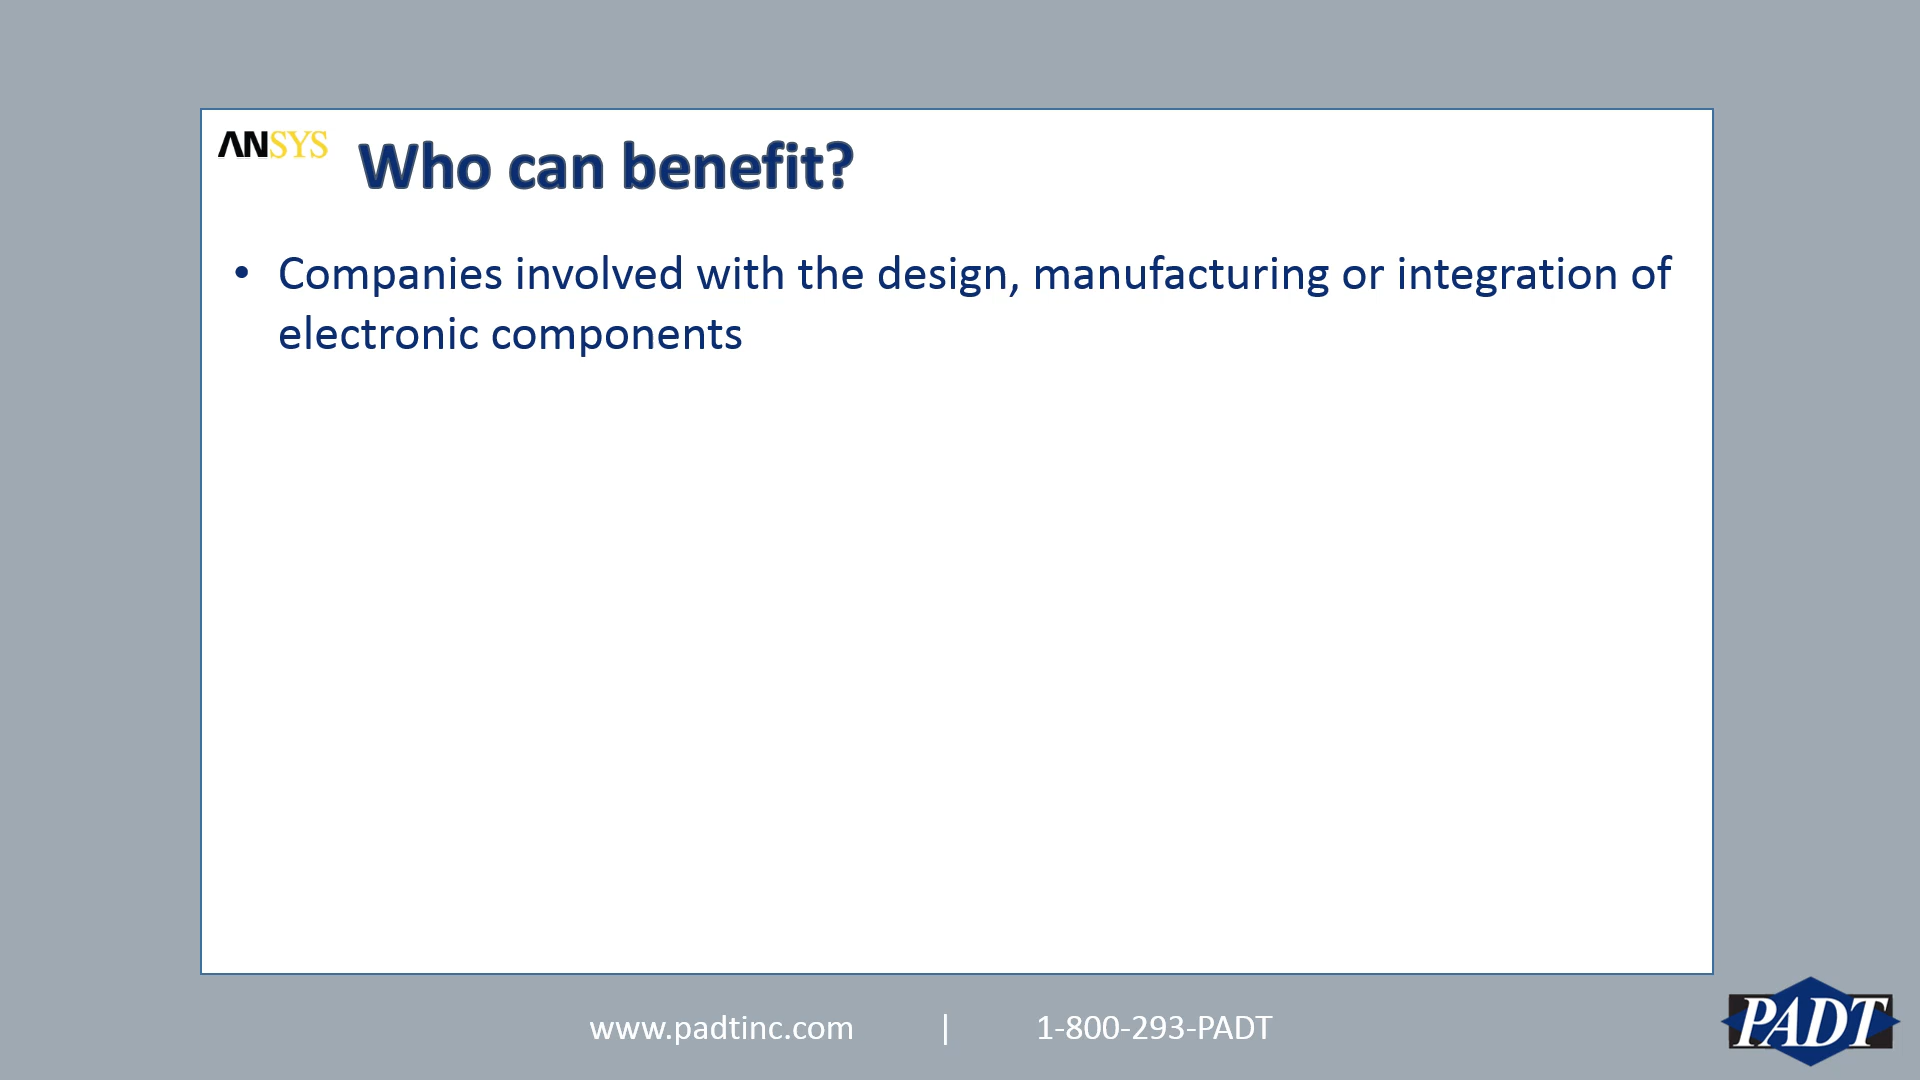 ANSYS
Who can benefit?
• Companies involved with the design, manufacturing or integration of
electronic components
www.padtinc.com | 1-800-293-PADT
PADT